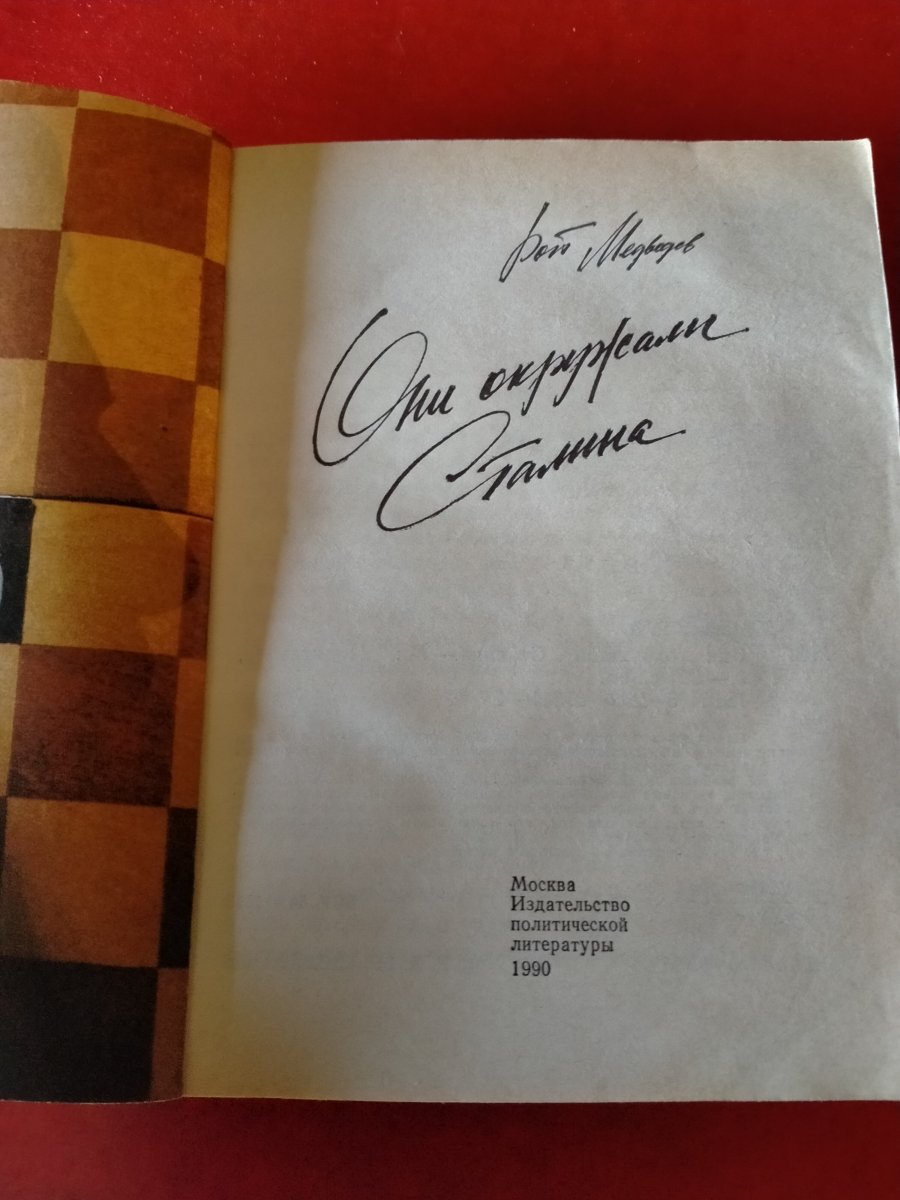 Рой Медведев
Они окружали
Сталина
Москва
Издательство
политической
литературы
1990